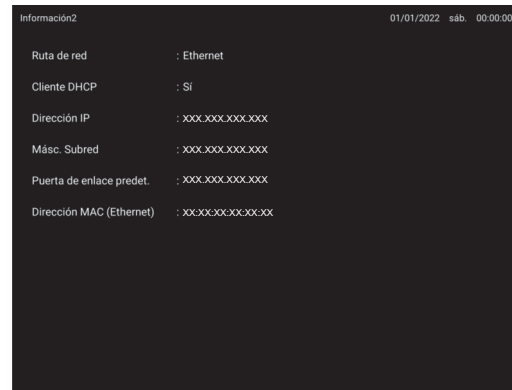 Información2 01/01/2022 sáb. 00:00:00
Ruta de red : Ethernet
Cliente DHCP : Sí
Dirección IP : XXX.XXX.XXX.XXX
Másc. Subred : XXX.XXX.XXX.XXX
Puerta de enlace predet. : XXX.XXX.XXX.XXX
Dirección MAC (Ethernet) : XX:XX:XX:XX:XX:XX